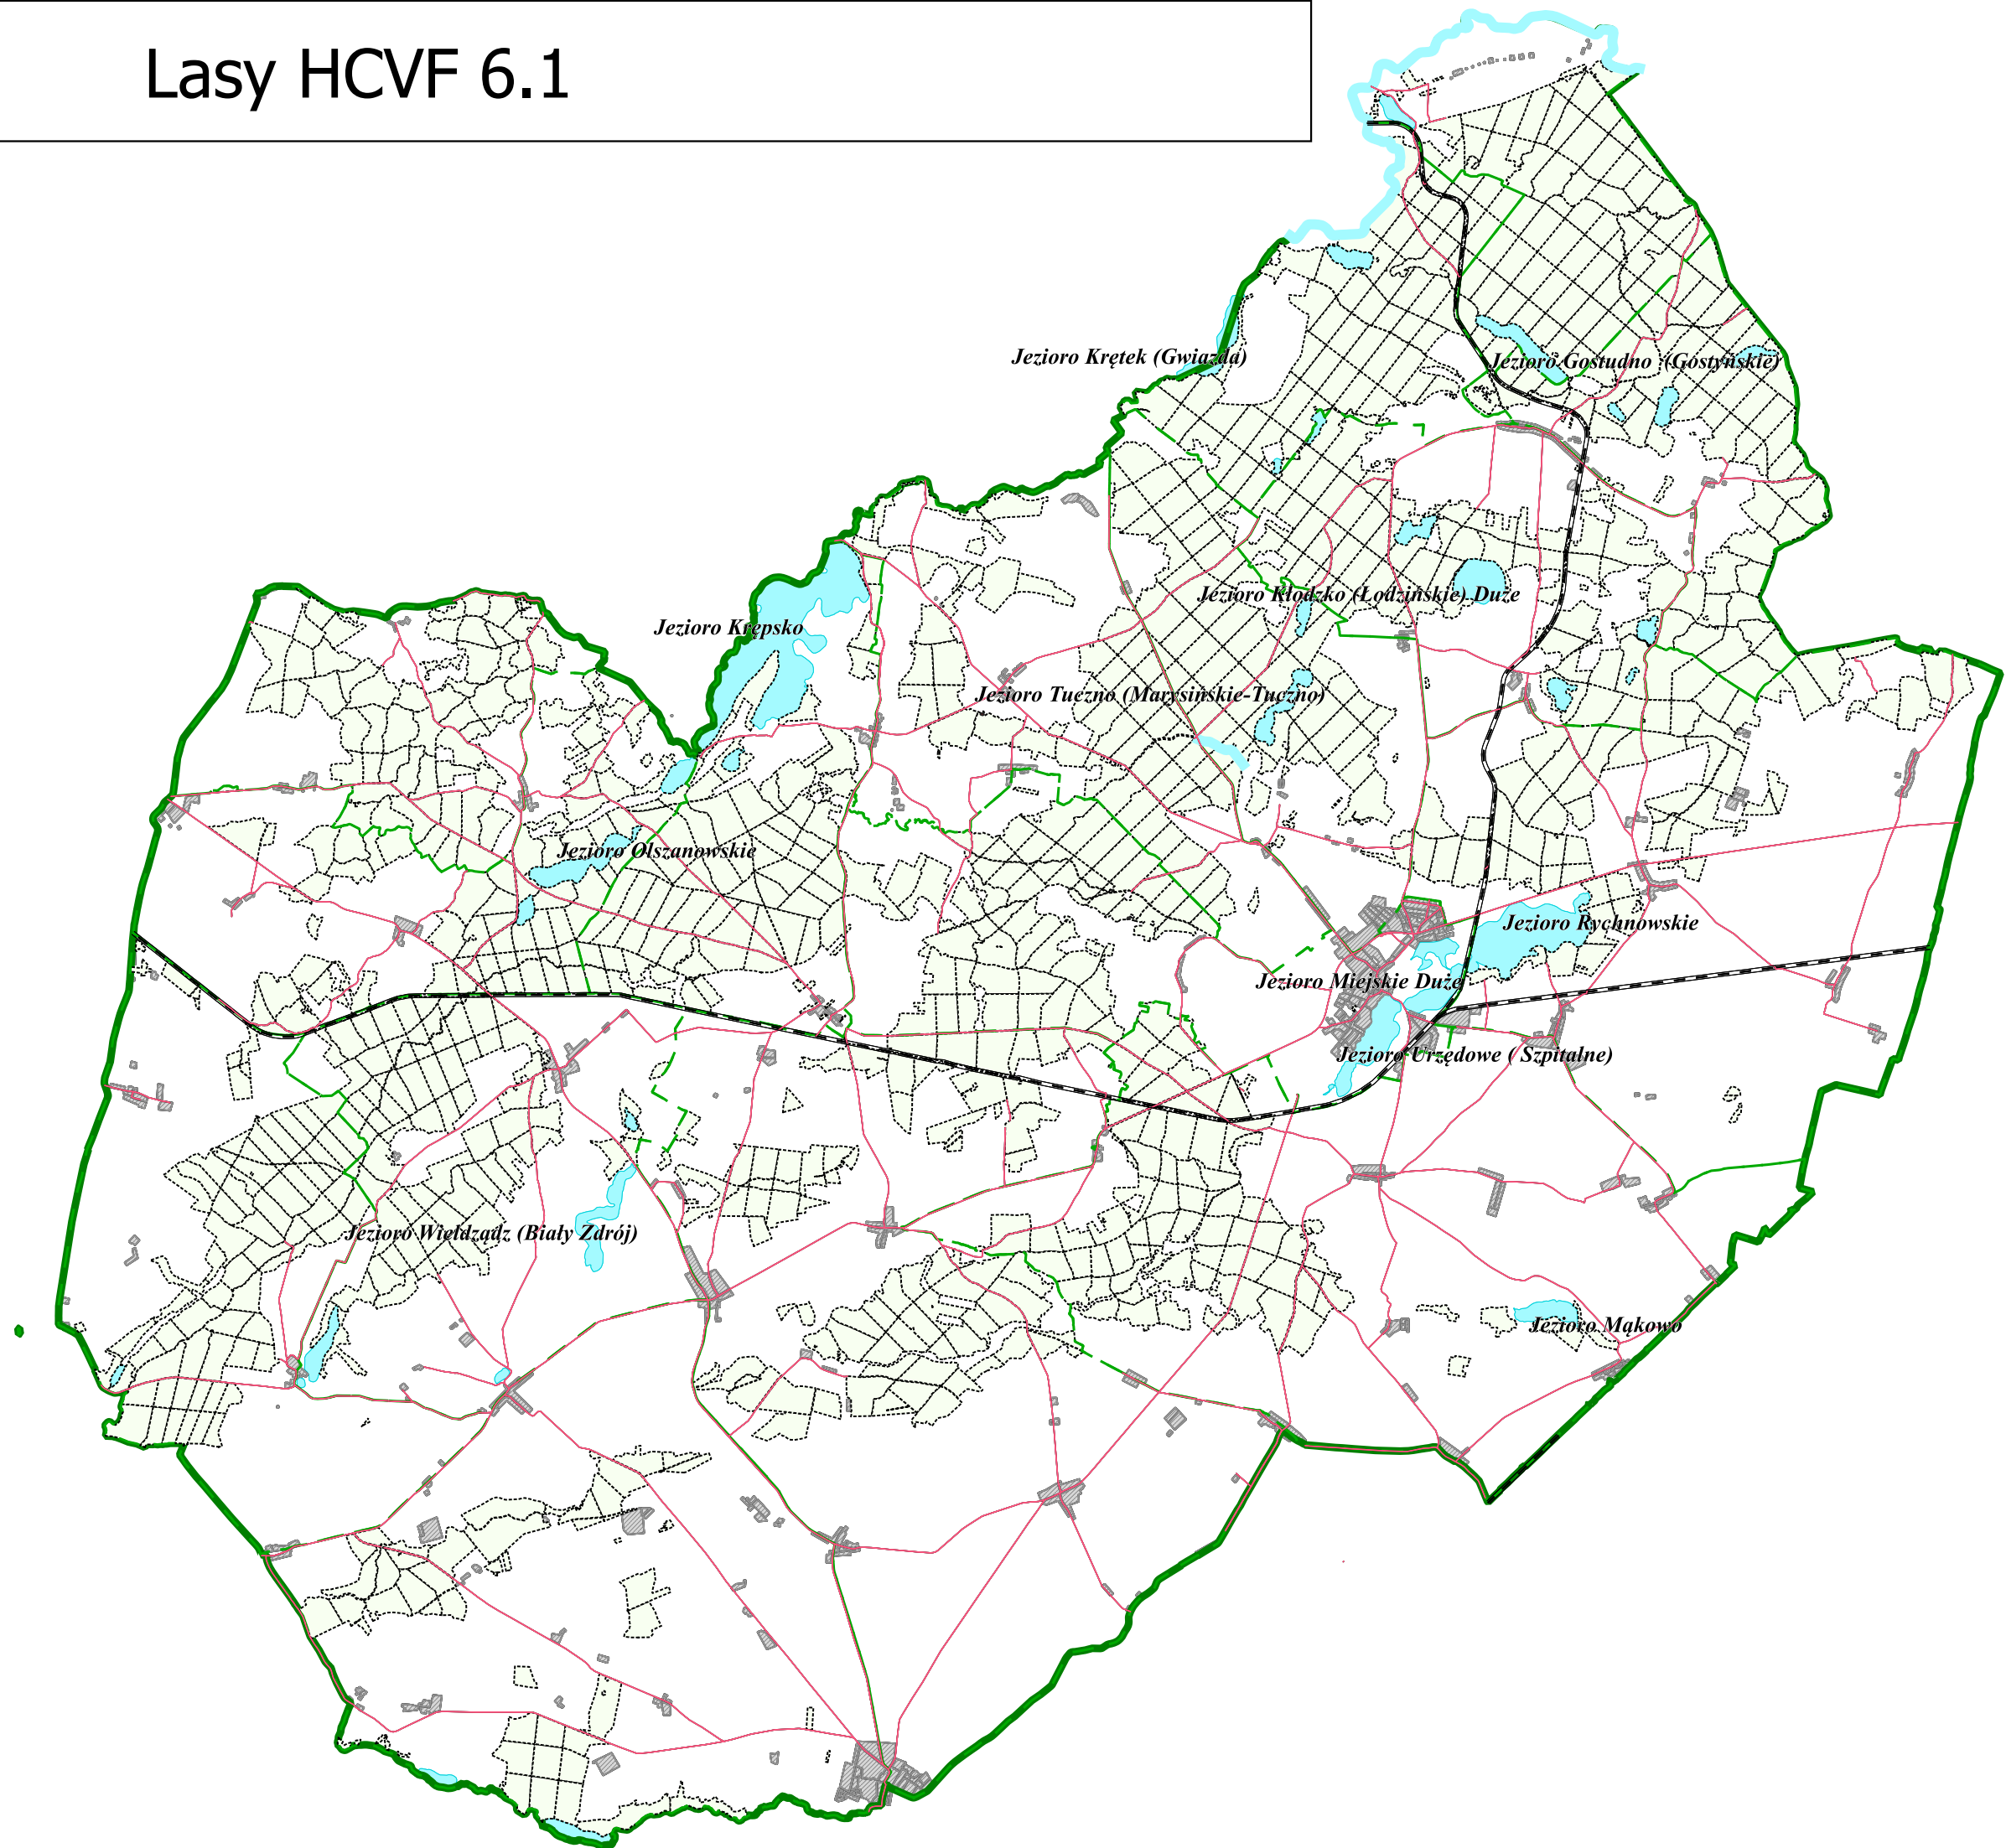 Lasy HCVF 6.1
Jezioro Krętek (Gwiazda)
Jezioro Gostudno (Gostyńskie)
Jezioro Kłodzko (Łodzińskie) Duże
Jezioro Krępsko
Jezioro Tuczno (Marysińskie-Tuczno)
Jezioro Olszanowskie
Jezioro Rychnowskie
Jezioro Miejskie Duże
Jezioro Urzędowe ( Szpitalne)
Jezioro Wieldządz (Biały Zdrój)
Jezioro Mąkowo